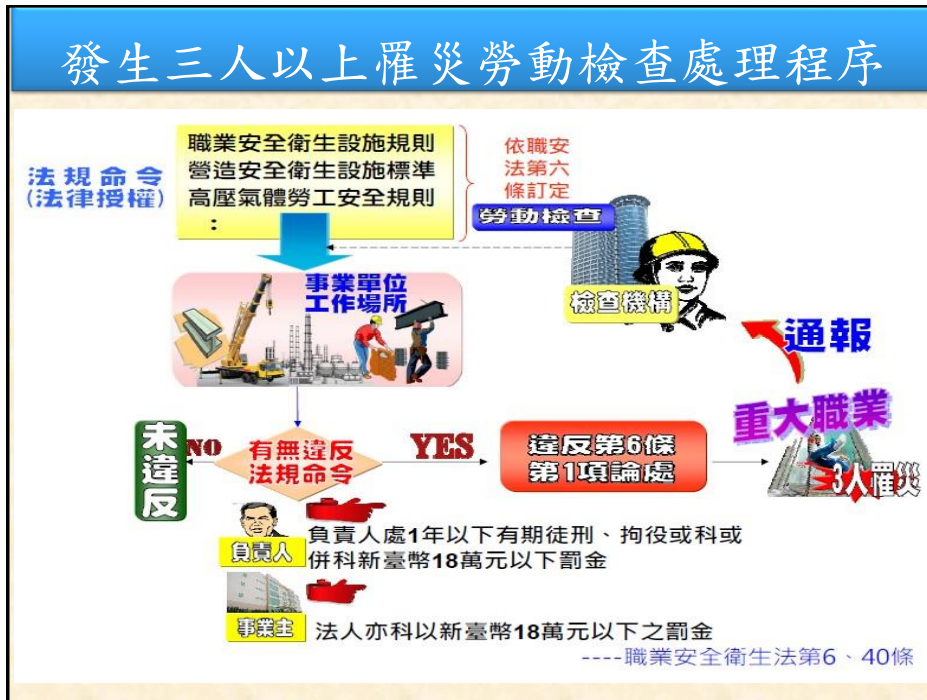 發生三人以上罹災勞動檢查處理程序
法規命令
(法律授權)
職業安全衛生設施規則
營造安全衛生設施標準
高壓氣體勞工安全規則
：
依職安
法第六
條訂定
勞動檢查
檢查機構
事業單位
工作場所
通報
重大職業
3人罹災
未違反
NO
有無違反
法規命令
YES
違反第6條
第1項論處
負責人
負責人處1年以下有期徒刑、拘役或科或
併科新臺幣18萬元以下罰金
事業主
法人亦科以新臺幣18萬元以下之罰金
----職業安全衛生法第6、40條